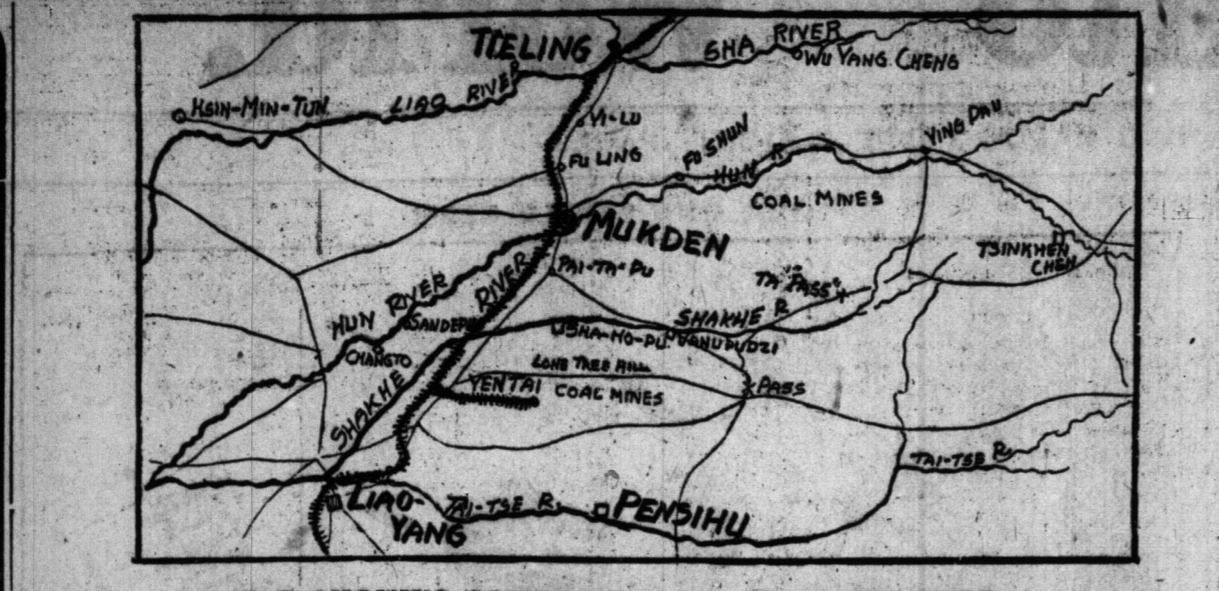 TIELING
SHA RIVER
WU YANG CHENG
HSIN-MIN-TUN
LIAO RIVER
YI-LU
YING DAU
FU SHUN
FU LING
HUN R
COAL MINES
MUKDEN
TSINKHEN
CHEN
PAI-TA-PU
TA PASS
HUN RIVER
RIVER
SANDEPU
SHAKHE R
SHA-HO-PU
VANUPUDZI
CHANGTO
LONE TREE HILL
SHAKHE
YENTAI
COAL MINES
PASS
TAI-TSE R
LIAO-
YANG
TAI-TSE R.
PENSIHU